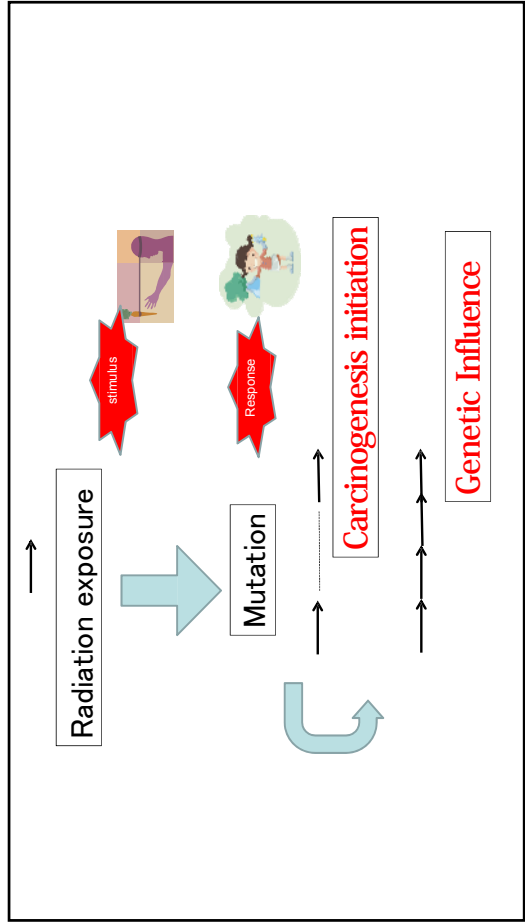 Radiation exposure
stimulus
Mutation
Response
Carcinogenesis initiation
Genetic Influence